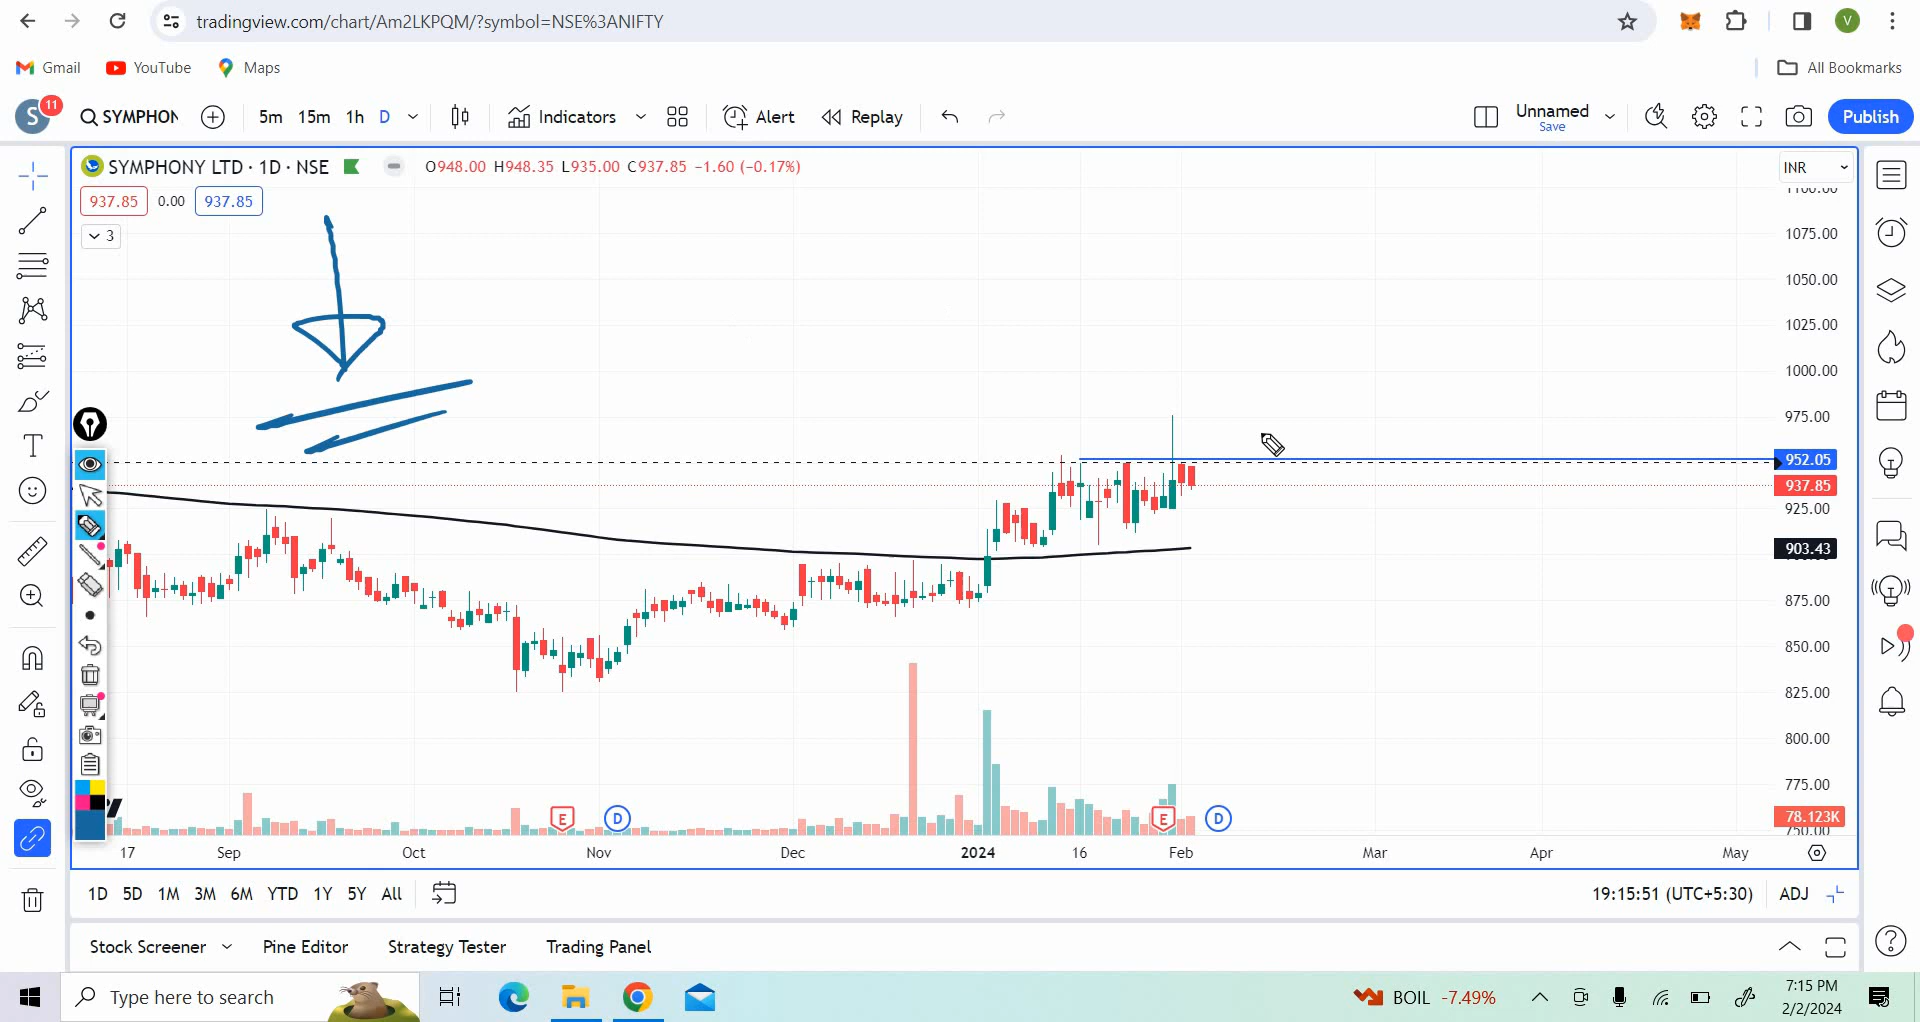 tradingview.com/chart/Am2LKPQM/?symbol=NSE%3ANIFTY
V
Gmail YouTube Maps All Bookmarks
S 11 SYMPHON 5m 15m 1h D Indicators Alert Replay Unnamed Save Publish
SYMPHONY LTD · 1D · NSE O948.00 H948.35 L935.00 C937.85 −1.60 (−0.17%) INR
937.85 0.00 937.85
3
1100.00
1075.00
1050.00
1025.00
1000.00
975.00
952.05
937.85
925.00
903.43
875.00
850.00
825.00
800.00
775.00
E D E D 78.123K
750.00
17 Sep Oct Nov Dec 2024 16 Feb Mar Apr May
1D 5D 1M 3M 6M YTD 1Y 5Y All 19:15:51 (UTC+5:30) ADJ
Stock Screener Pine Editor Strategy Tester Trading Panel
Type here to search BOIL -7.49% 7:15 PM
2/2/2024